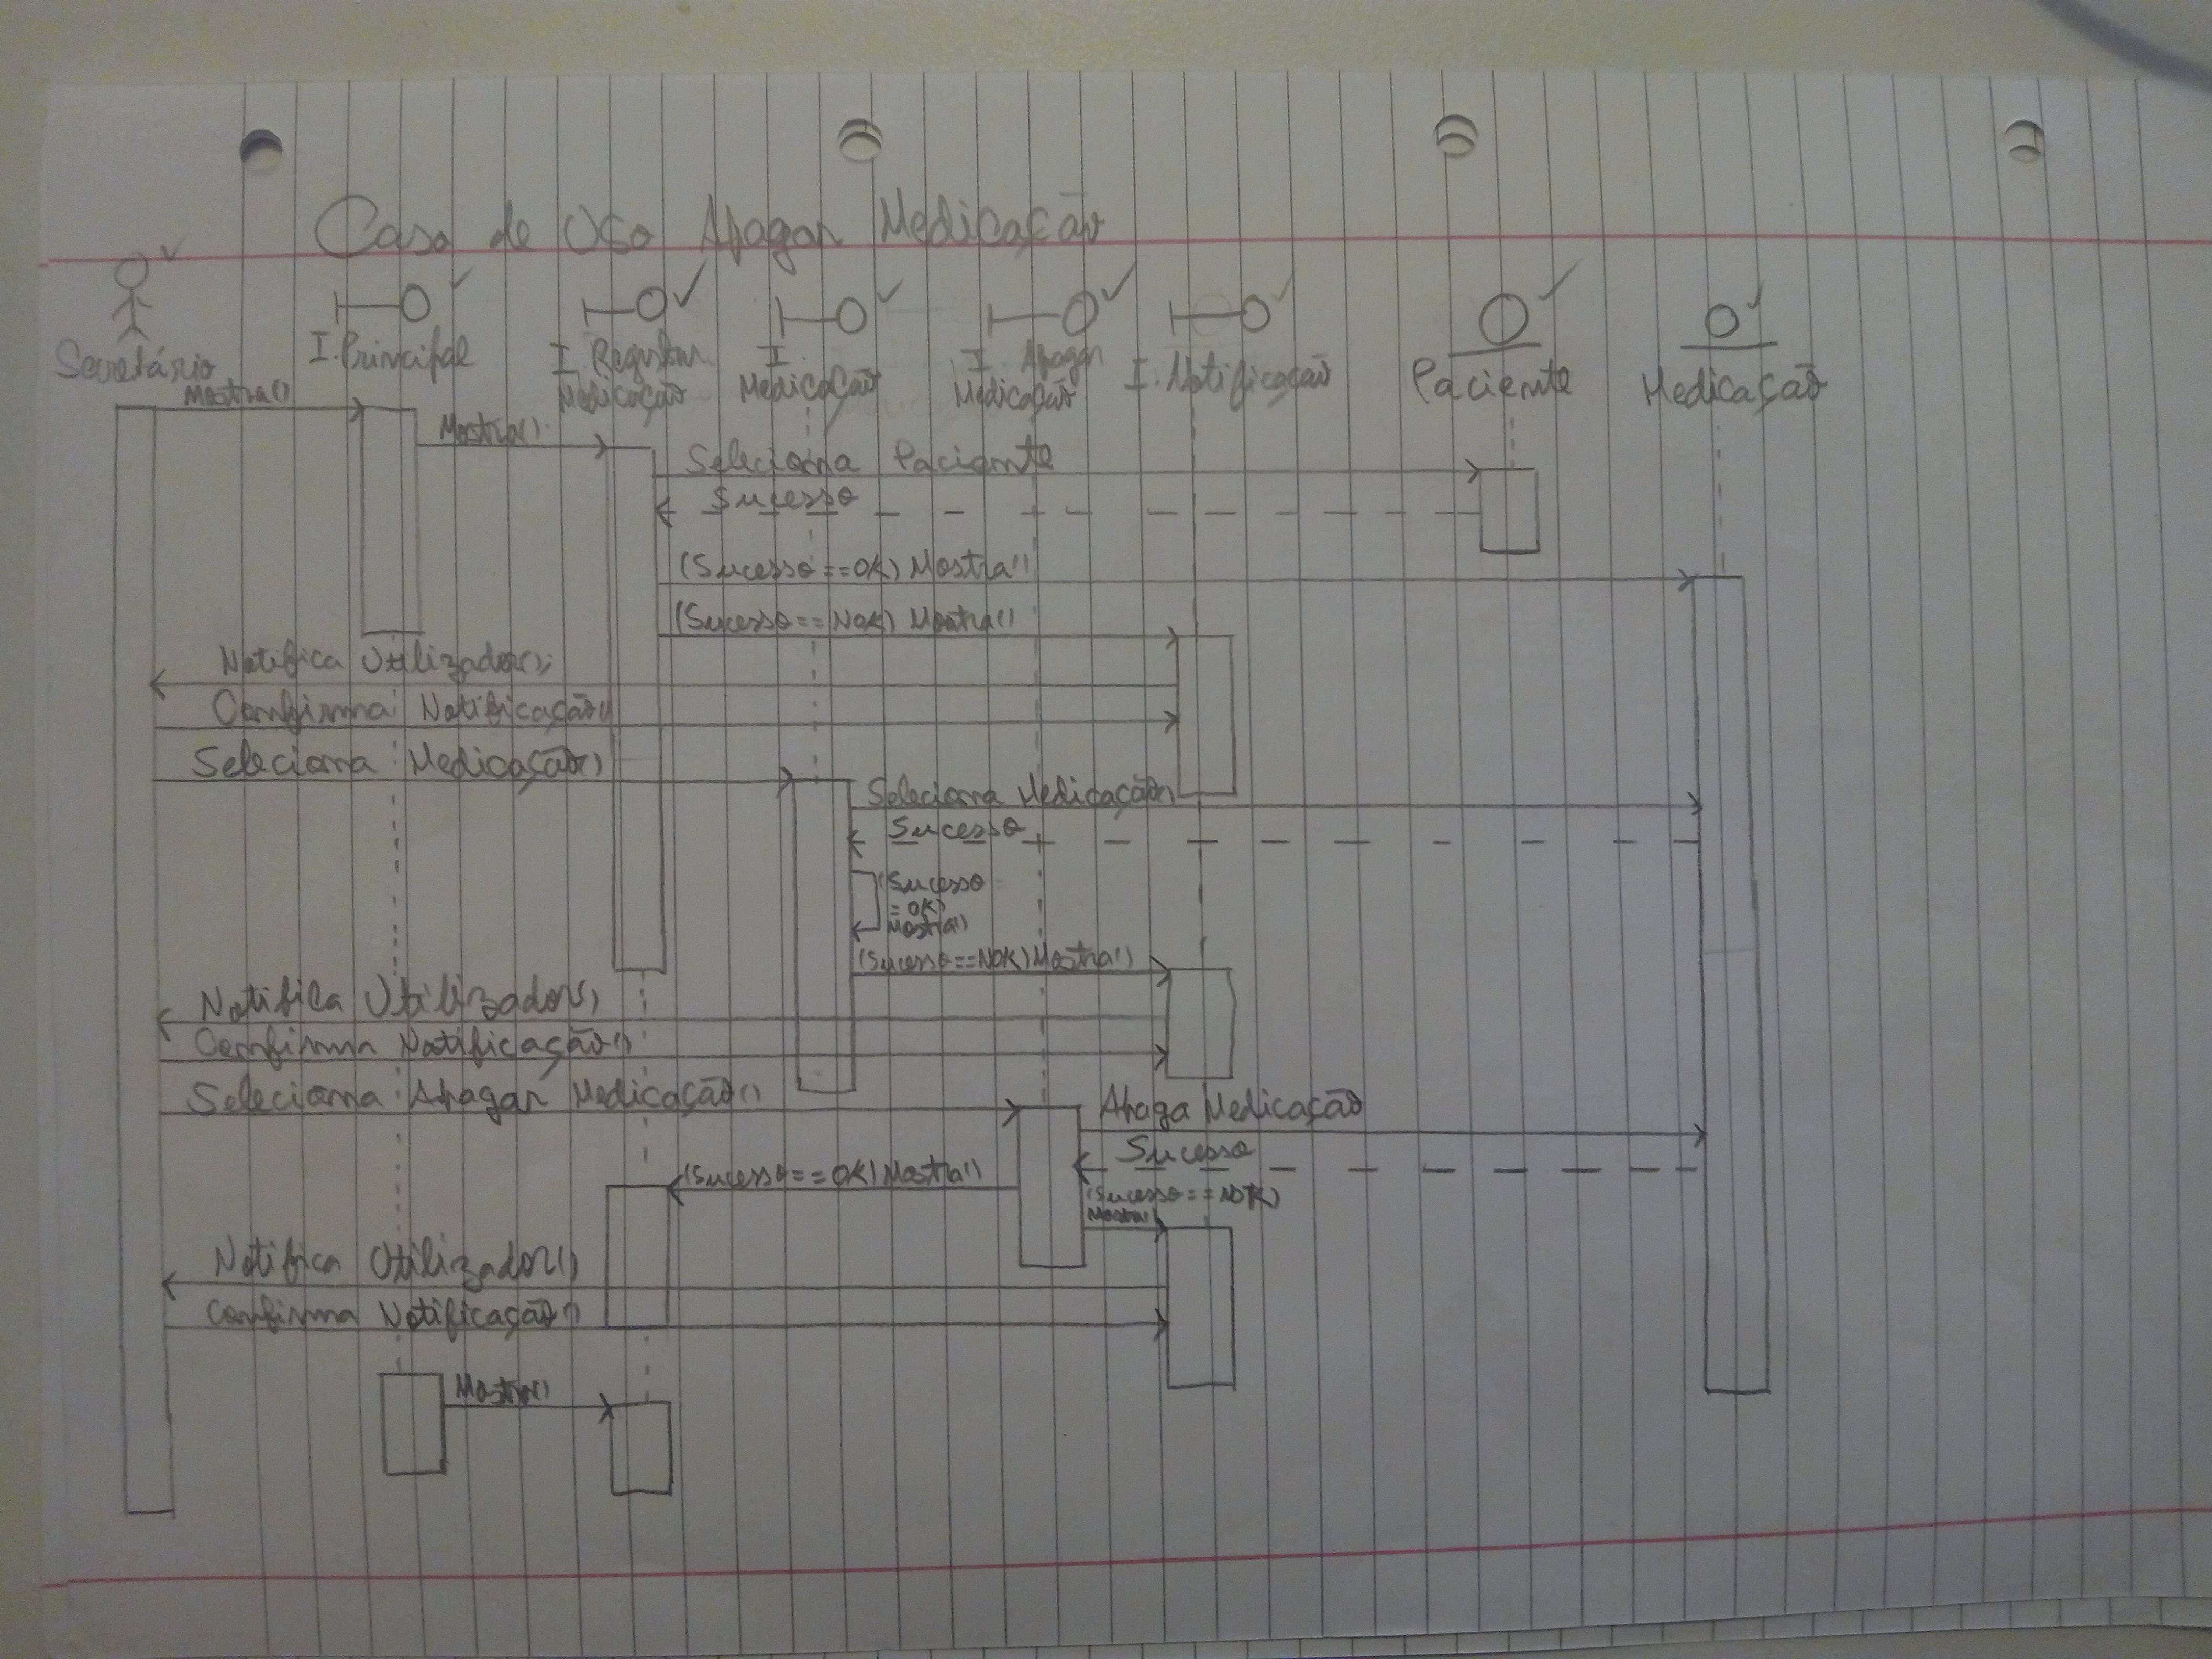 Caso de Uso Apagar Medicação
Secretário
I. Principal
I. Registar
Medicação
I.
Medicação
I. Apagar
Medicação
I. Notificação
Paciente
Medicação
Mostra()
Mostra()
Seleciona Paciente
Sucesso
(Sucesso==OK) Mostra()
(Sucesso==NOK) Mostra()
Notifica Utilizador();
Confirma Notificação()
Seleciona Medicação()
Seleciona Medicação()
Sucesso
(Sucesso
=OK)
Mostra()
(Sucesso==NOK) Mostra()
Notifica Utilizador()
Confirma Notificação()
Seleciona Apagar Medicação()
Apaga Medicação
Sucesso
(Sucesso==OK) Mostra()
(Sucesso==NOK)
Mostra()
Notifica Utilizador()
Confirma Notificação()
Mostra()